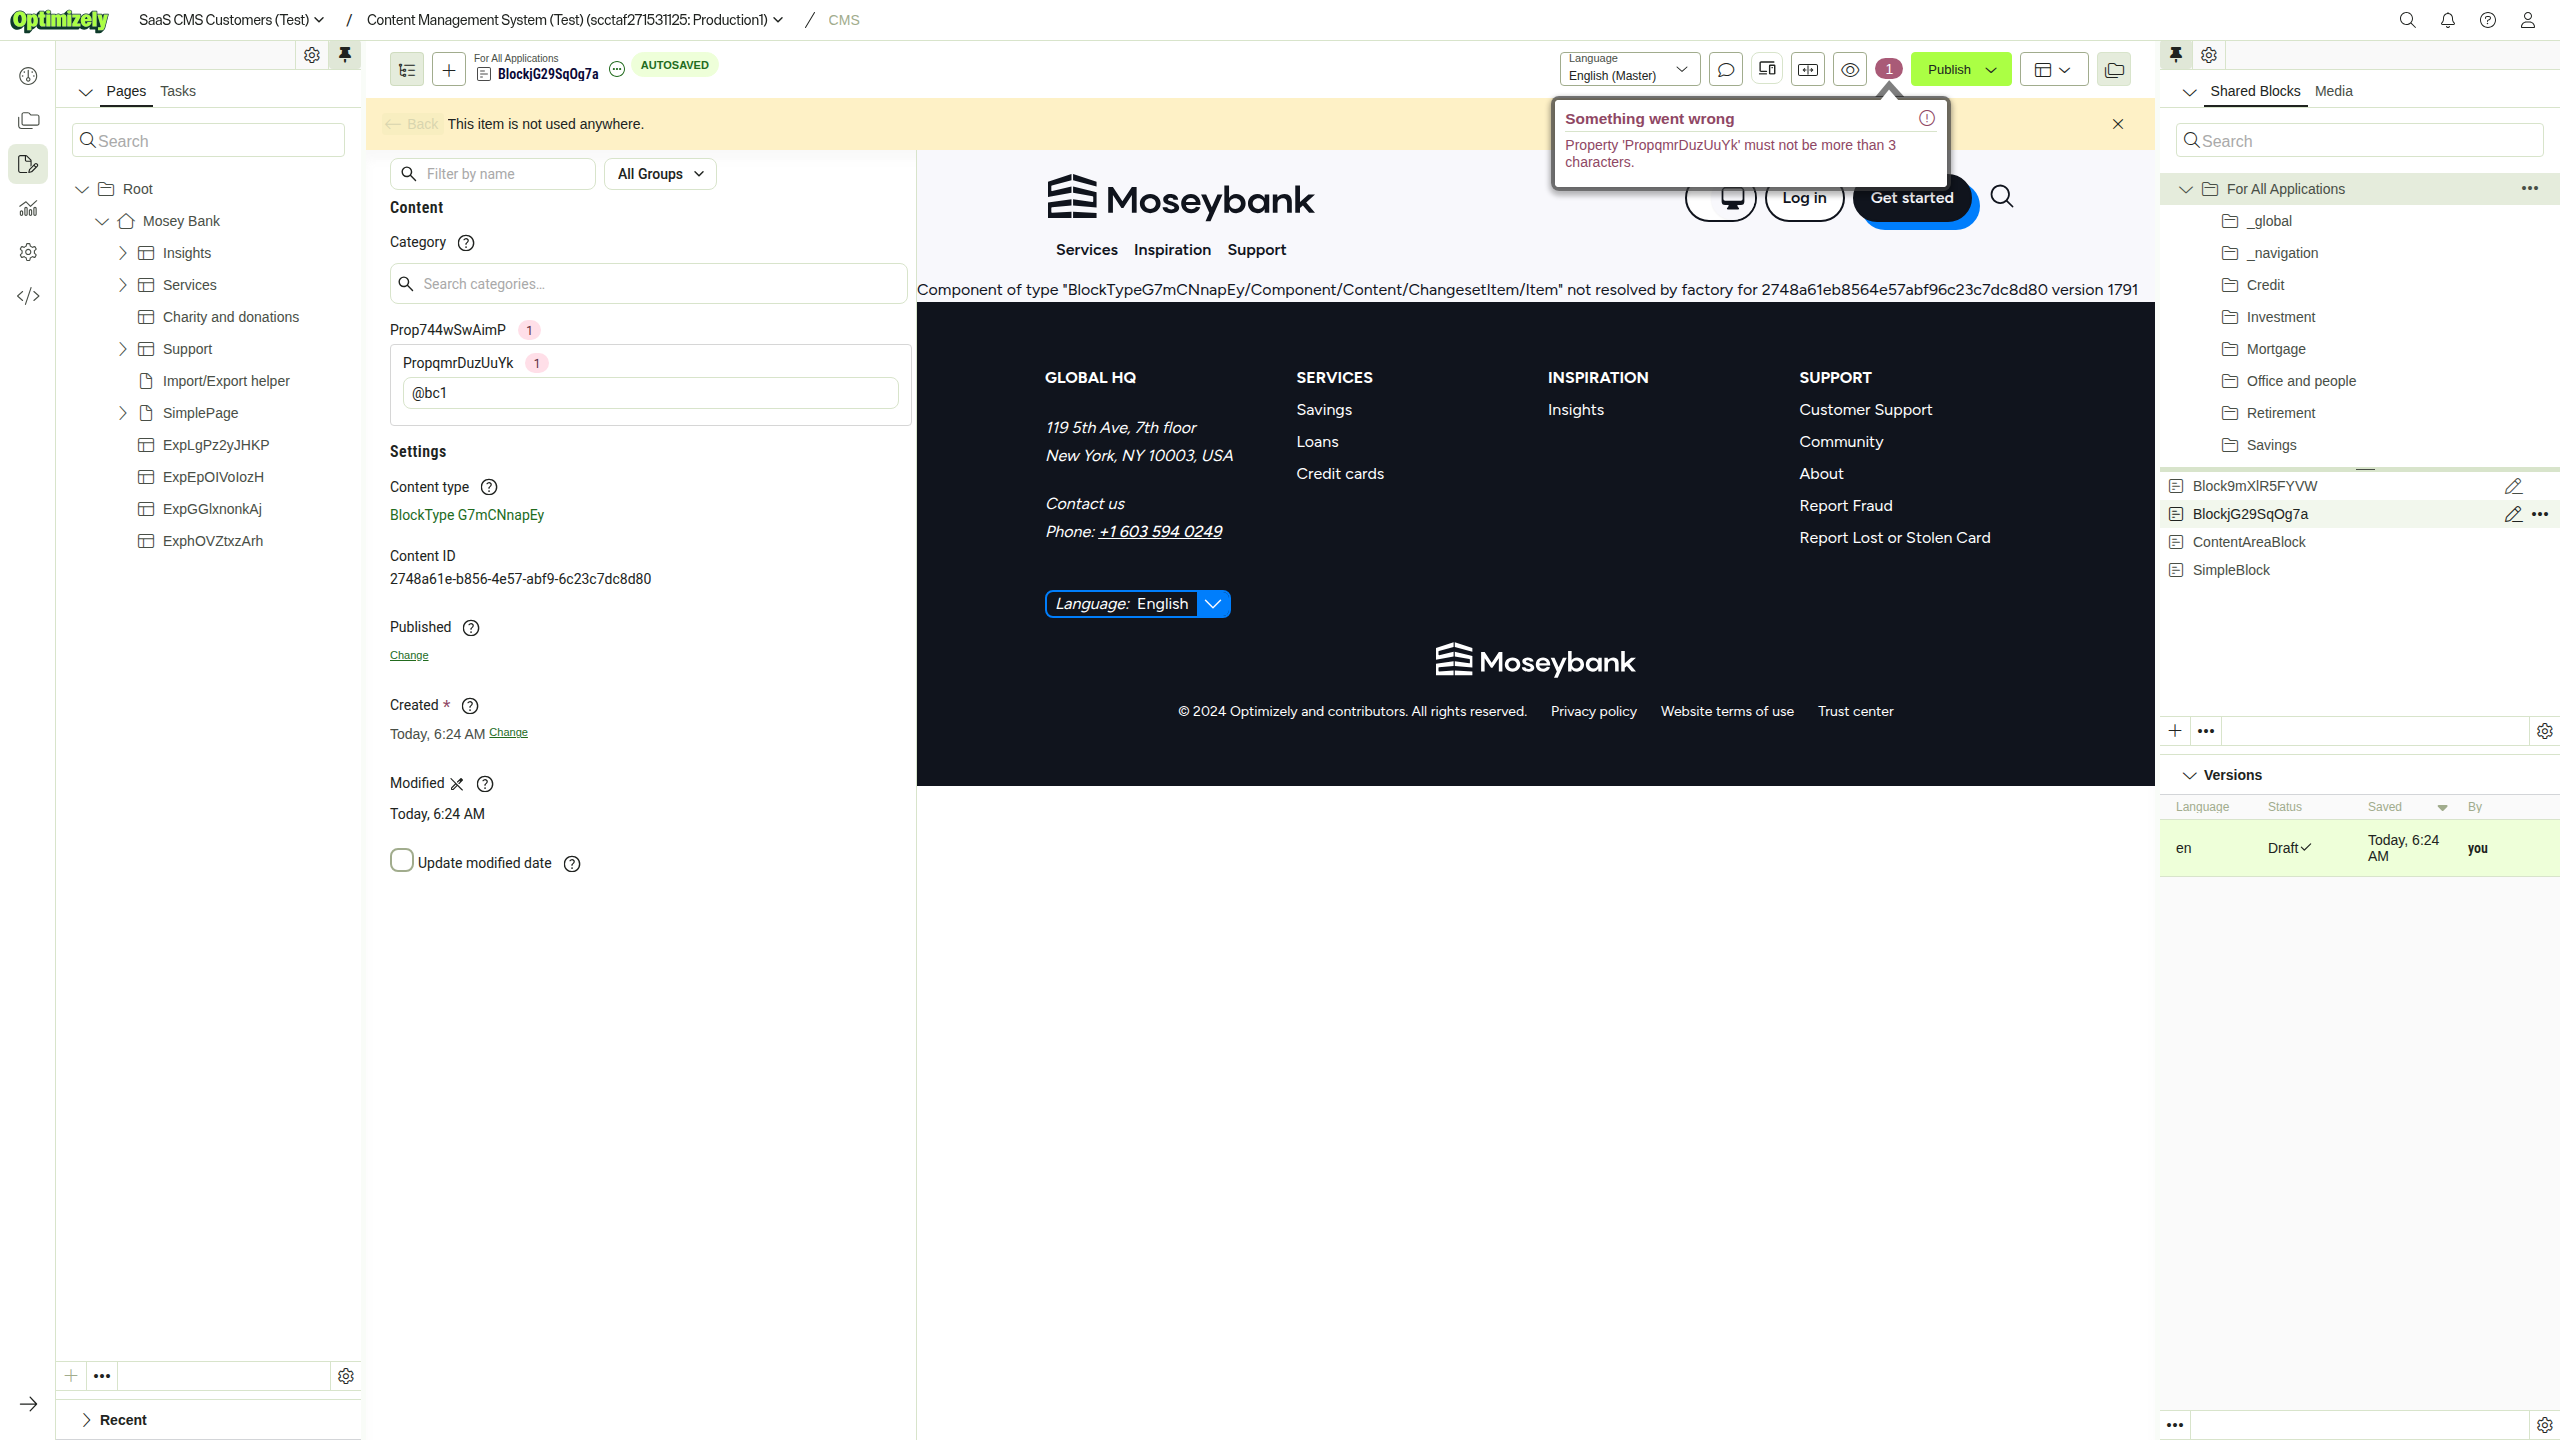 Optimizely
SaaS CMS Customers (Test)
/
Content Management System (Test) (scctaf271531125: Production1)
/
CMS
Pages
Tasks
Search
Root
Mosey Bank
Insights
Services
Charity and donations
Support
Import/Export helper
SimplePage
ExpLgPz2yJHKP
ExpEpOIVoIozH
ExpGGlxnonkAj
ExphOVZtxzArh
Recent
For All Applications
BlockjG29SqOg7a
AUTOSAVED
Language
English (Master)
1
Publish
Back
This item is not used anywhere.
Something went wrong
Property 'PropqmrDuzUuYk' must not be more than 3
characters.
Filter by name
All Groups
Content
Category
Search categories...
Prop744wSwAimP 1
PropqmrDuzUuYk 1
@bc1
Settings
Content type
BlockType G7mCNnapEy
Content ID
2748a61e-b856-4e57-abf9-6c23c7dc8d80
Published
Change
Created *
Today, 6:24 AM Change
Modified
Today, 6:24 AM
Update modified date
Moseybank
Log in
Get started
Services Inspiration Support
Component of type "BlockTypeG7mCNnapEy/Component/Content/ChangesetItem/Item" not resolved by factory for 2748a61eb8564e57abf96c23c7dc8d80 version 1791
GLOBAL HQ
119 5th Ave, 7th floor
New York, NY 10003, USA
Contact us
Phone: +1 603 594 0249
SERVICES
Savings
Loans
Credit cards
INSPIRATION
Insights
SUPPORT
Customer Support
Community
About
Report Fraud
Report Lost or Stolen Card
Language: English
Moseybank
© 2024 Optimizely and contributors. All rights reserved.
Privacy policy
Website terms of use
Trust center
Shared Blocks
Media
Search
For All Applications
_global
_navigation
Credit
Investment
Mortgage
Office and people
Retirement
Savings
Block9mXlR5FYVW
BlockjG29SqOg7a
ContentAreaBlock
SimpleBlock
Versions
Language Status Saved By
en Draft Today, 6:24
AM
you